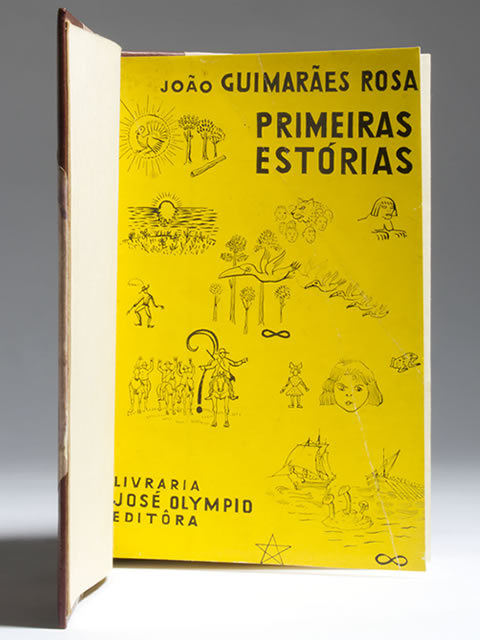 JOÃO GUIMARÃES ROSA
PRIMEIRAS
ESTÓRIAS
LIVRARIA
JOSÉ OLYMPIO
EDITÔRA